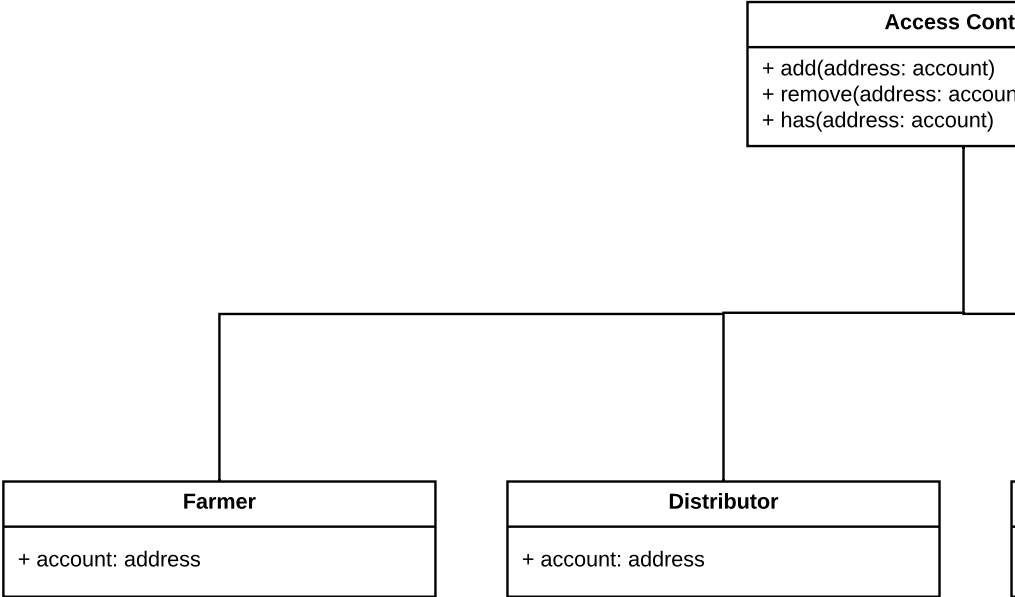 Access Cont
+ add(address: account)
+ remove(address: accoun
+ has(address: account)
Farmer
Distributor
+ account: address
+ account: address